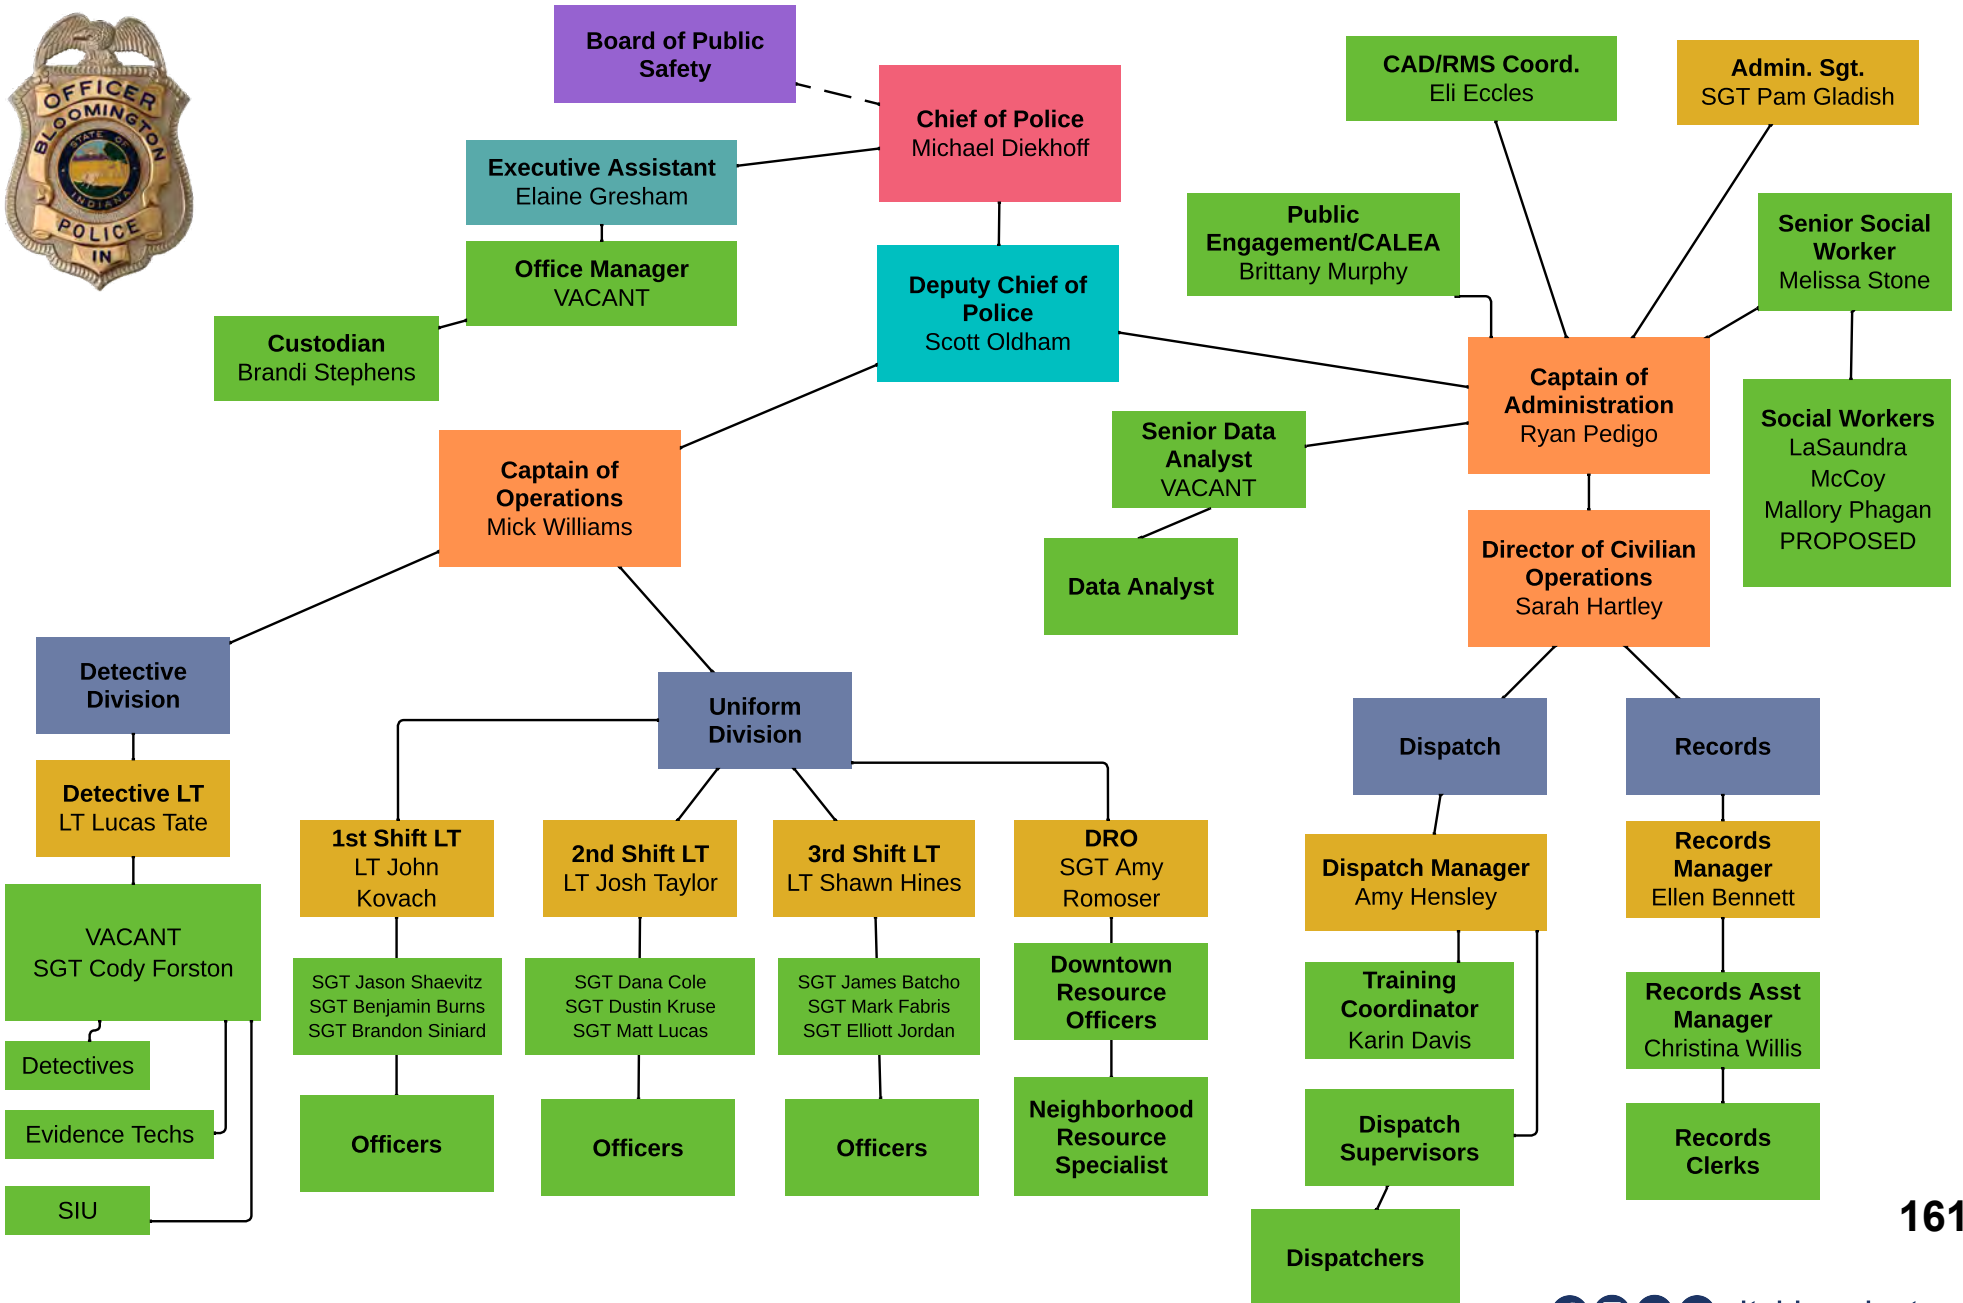 OFFICER
BLOOMINGTON
STATE OF
INDIANA
POLICE
IN
Board of Public
Safety
Chief of Police
Michael Diekhoff
Executive Assistant
Elaine Gresham
Office Manager
VACANT
Custodian
Brandi Stephens
Deputy Chief of
Police
Scott Oldham
CAD/RMS Coord.
Eli Eccles
Admin. Sgt.
SGT Pam Gladish
Public
Engagement/CALEA
Brittany Murphy
Senior Social
Worker
Melissa Stone
Captain of
Administration
Ryan Pedigo
Social Workers
LaSaundra
McCoy
Mallory Phagan
PROPOSED
Senior Data
Analyst
VACANT
Data Analyst
Captain of
Operations
Mick Williams
Director of Civilian
Operations
Sarah Hartley
Detective
Division
Uniform
Division
Dispatch
Records
Detective LT
LT Lucas Tate
VACANT
SGT Cody Forston
Detectives
Evidence Techs
SIU
1st Shift LT
LT John
Kovach
SGT Jason Shaevitz
SGT Benjamin Burns
SGT Brandon Siniard
Officers
2nd Shift LT
LT Josh Taylor
SGT Dana Cole
SGT Dustin Kruse
SGT Matt Lucas
Officers
3rd Shift LT
LT Shawn Hines
SGT James Batcho
SGT Mark Fabris
SGT Elliott Jordan
Officers
DRO
SGT Amy
Romoser
Downtown
Resource
Officers
Neighborhood
Resource
Specialist
Dispatch Manager
Amy Hensley
Training
Coordinator
Karin Davis
Dispatch
Supervisors
Dispatchers
Records
Manager
Ellen Bennett
Records Asst
Manager
Christina Willis
Records
Clerks
161